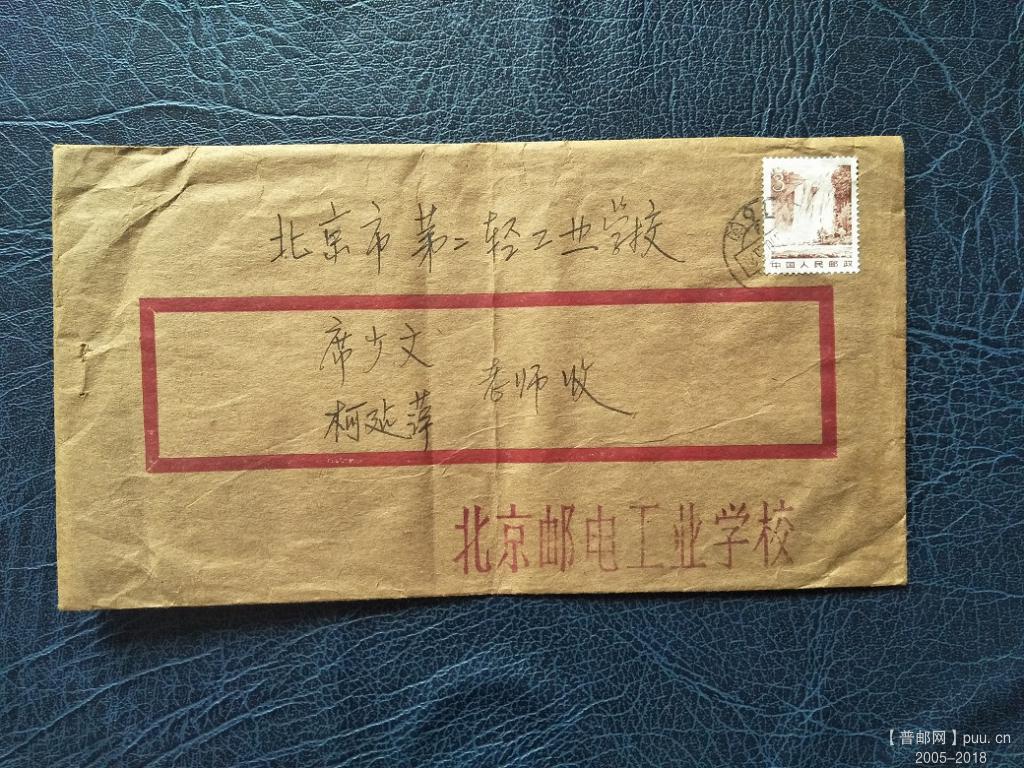 北京市第二轻工业学校
8
中国人民邮政
席少文
柯延萍
老师收
北京邮电工业学校
【普邮网】puu.cn
2005-2018